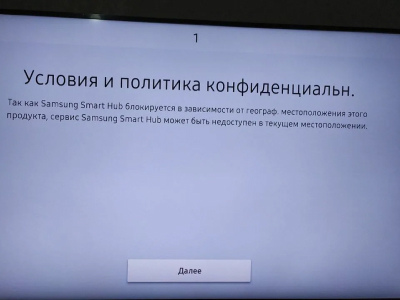 1
Условия и политика конфиденциальн.
Так как Samsung Smart Hub блокируется в зависимости от географ. местоположения этого
продукта, сервис Samsung Smart Hub может быть недоступен в текущем местоположении.
Далее